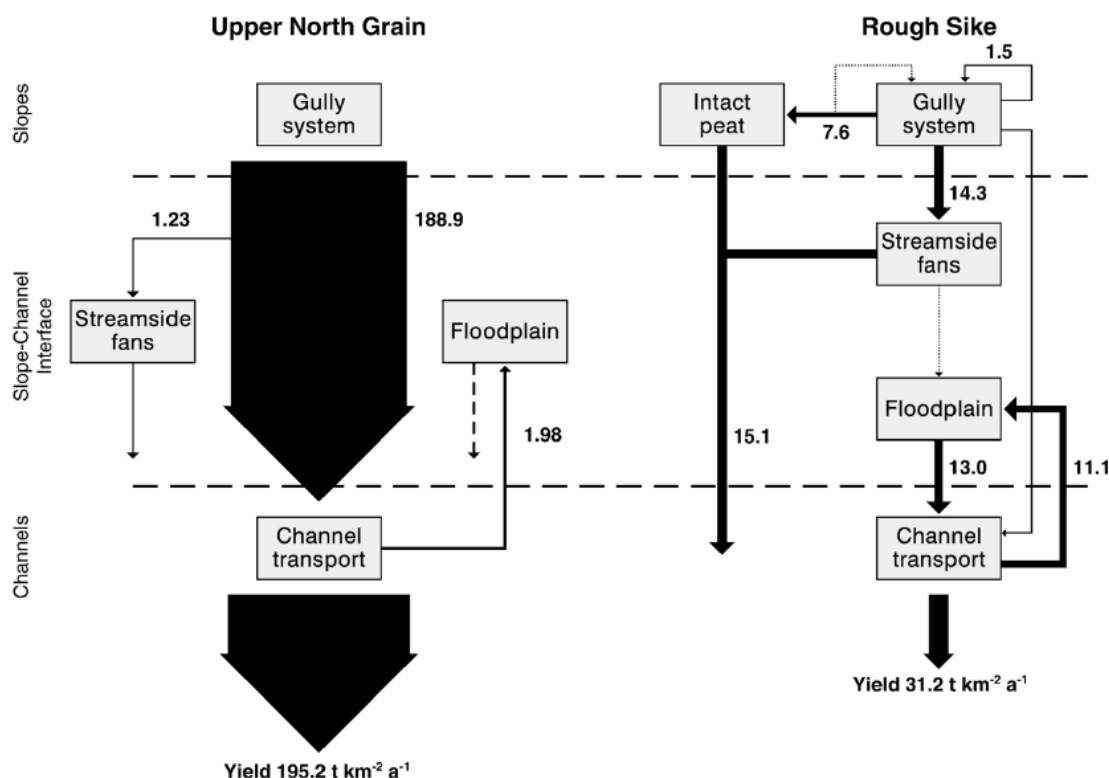 Upper North Grain
Rough Sike
Slopes
Gully
system
1.5
Intact
peat
7.6
Gully
system
1.23
188.9
14.3
Streamside
fans
Slope-Channel
Interface
Streamside
fans
Floodplain
Floodplain
1.98
15.1
13.0
11.1
Channels
Channel
transport
Channel
transport
Yield 31.2 t km⁻² a⁻¹
Yield 195.2 t km⁻² a⁻¹